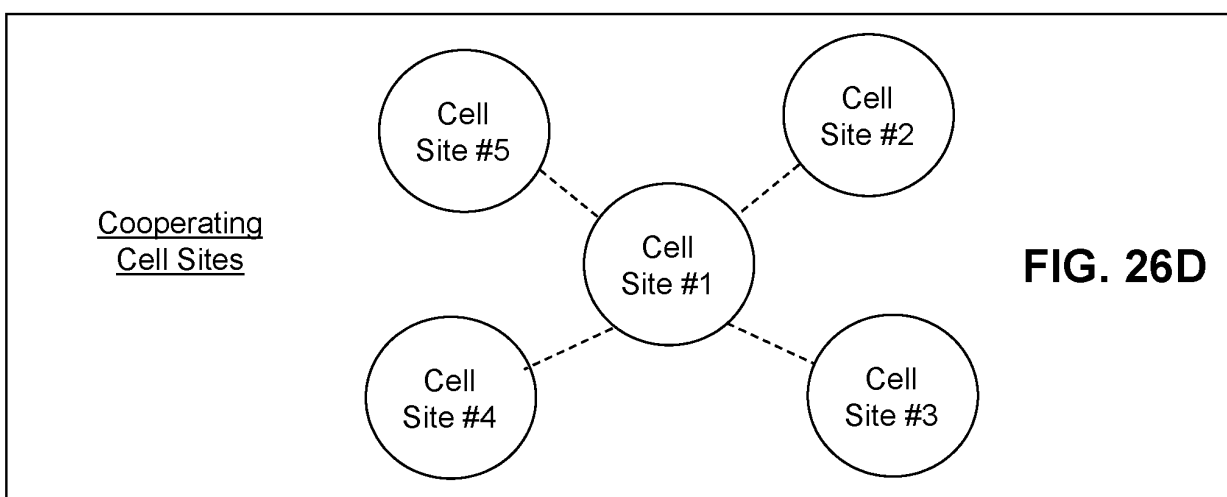 Cell
Site #5
Cell
Site #2
Cooperating
Cell Sites
Cell
Site #1
FIG. 26D
Cell
Site #4
Cell
Site #3